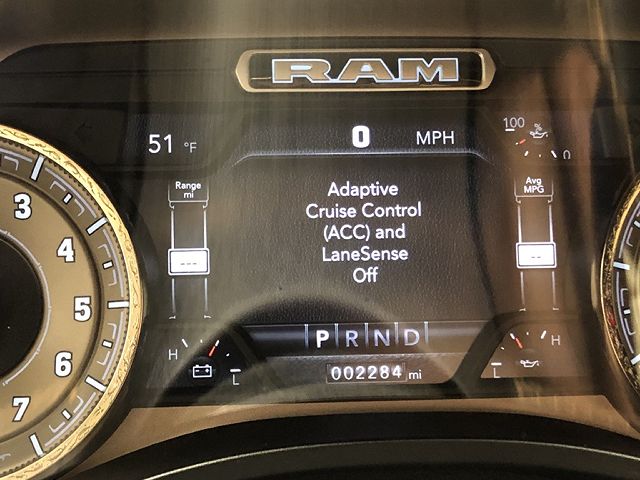 RAM
51 °F
0 MPH
100 %
0
Range
mi
Avg
MPG
---
---
Adaptive
Cruise Control
(ACC) and
LaneSense
Off
3
4
5
6
7
P R N D
H
L
H
L
002284 mi